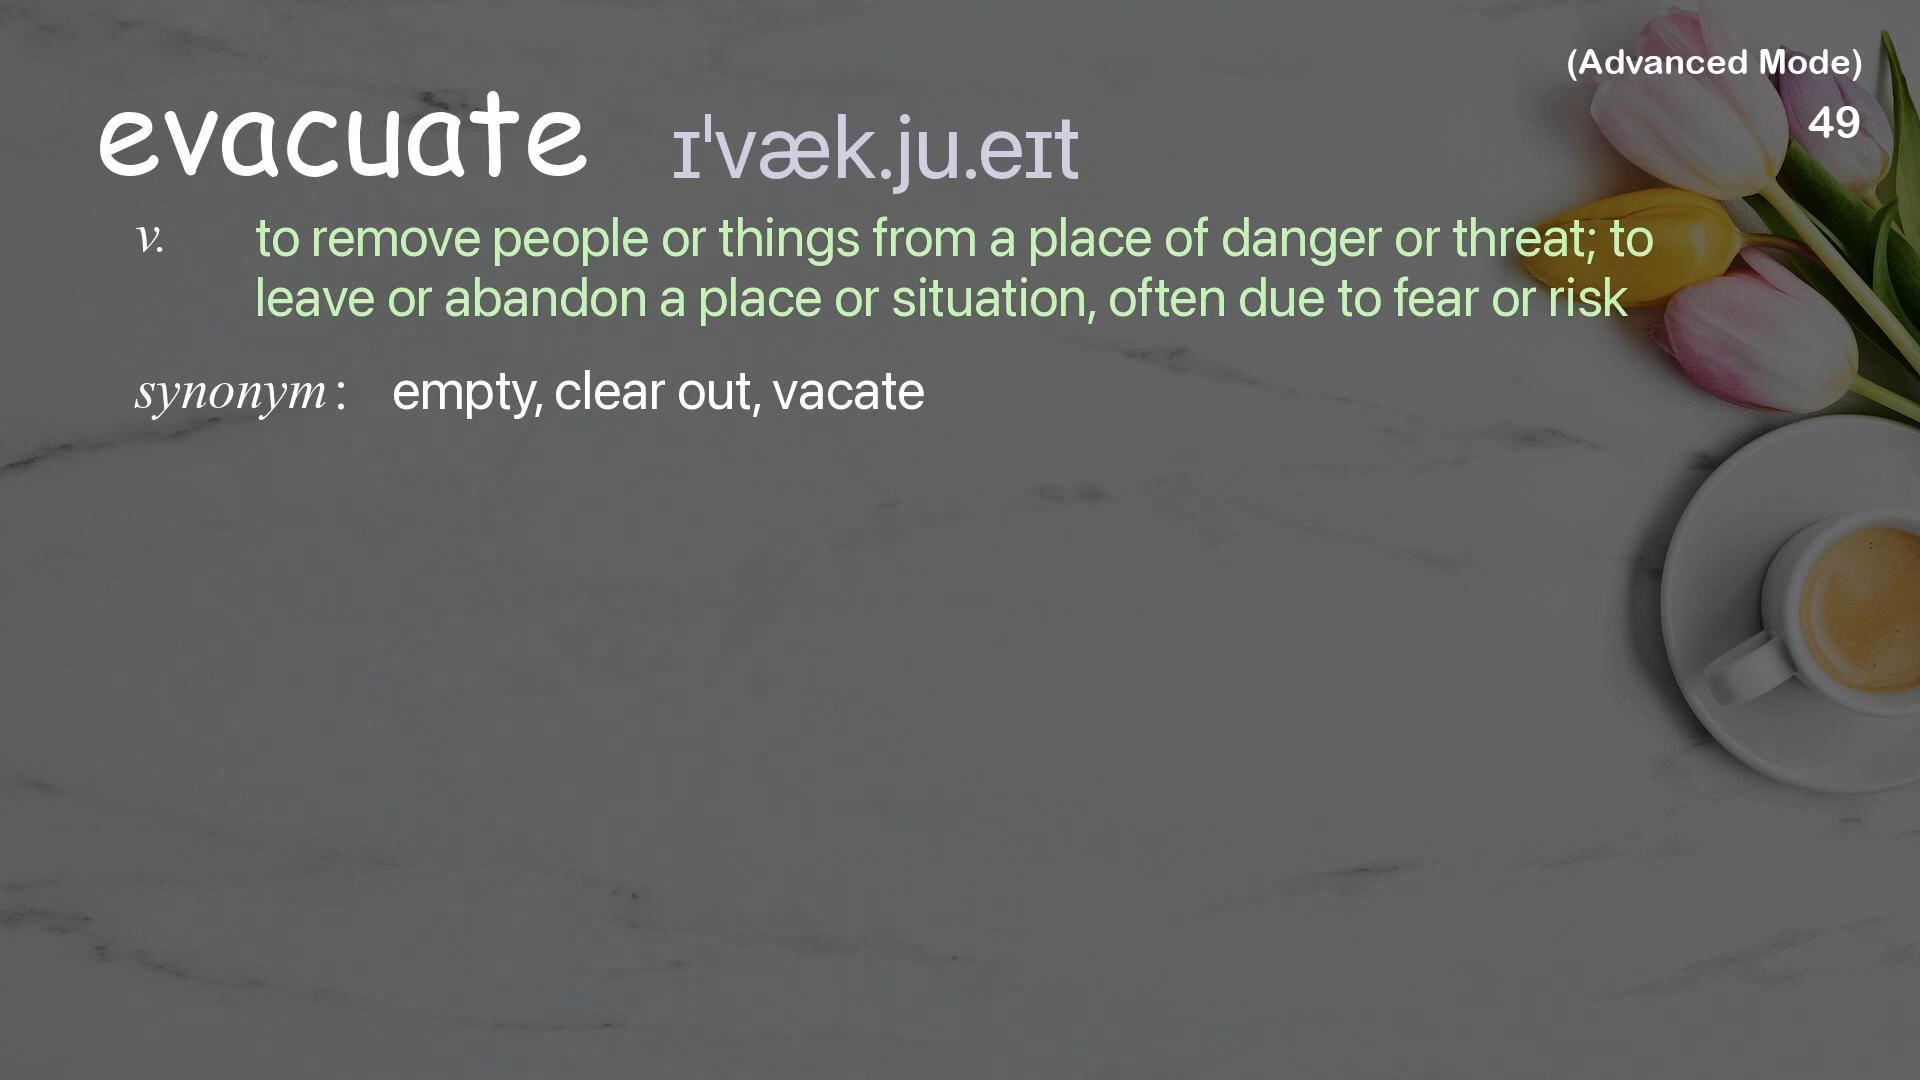 (Advanced Mode)
49
evacuate ɪˈvæk.ju.eɪt
v. to remove people or things from a place of danger or threat; to
leave or abandon a place or situation, often due to fear or risk
synonym: empty, clear out, vacate